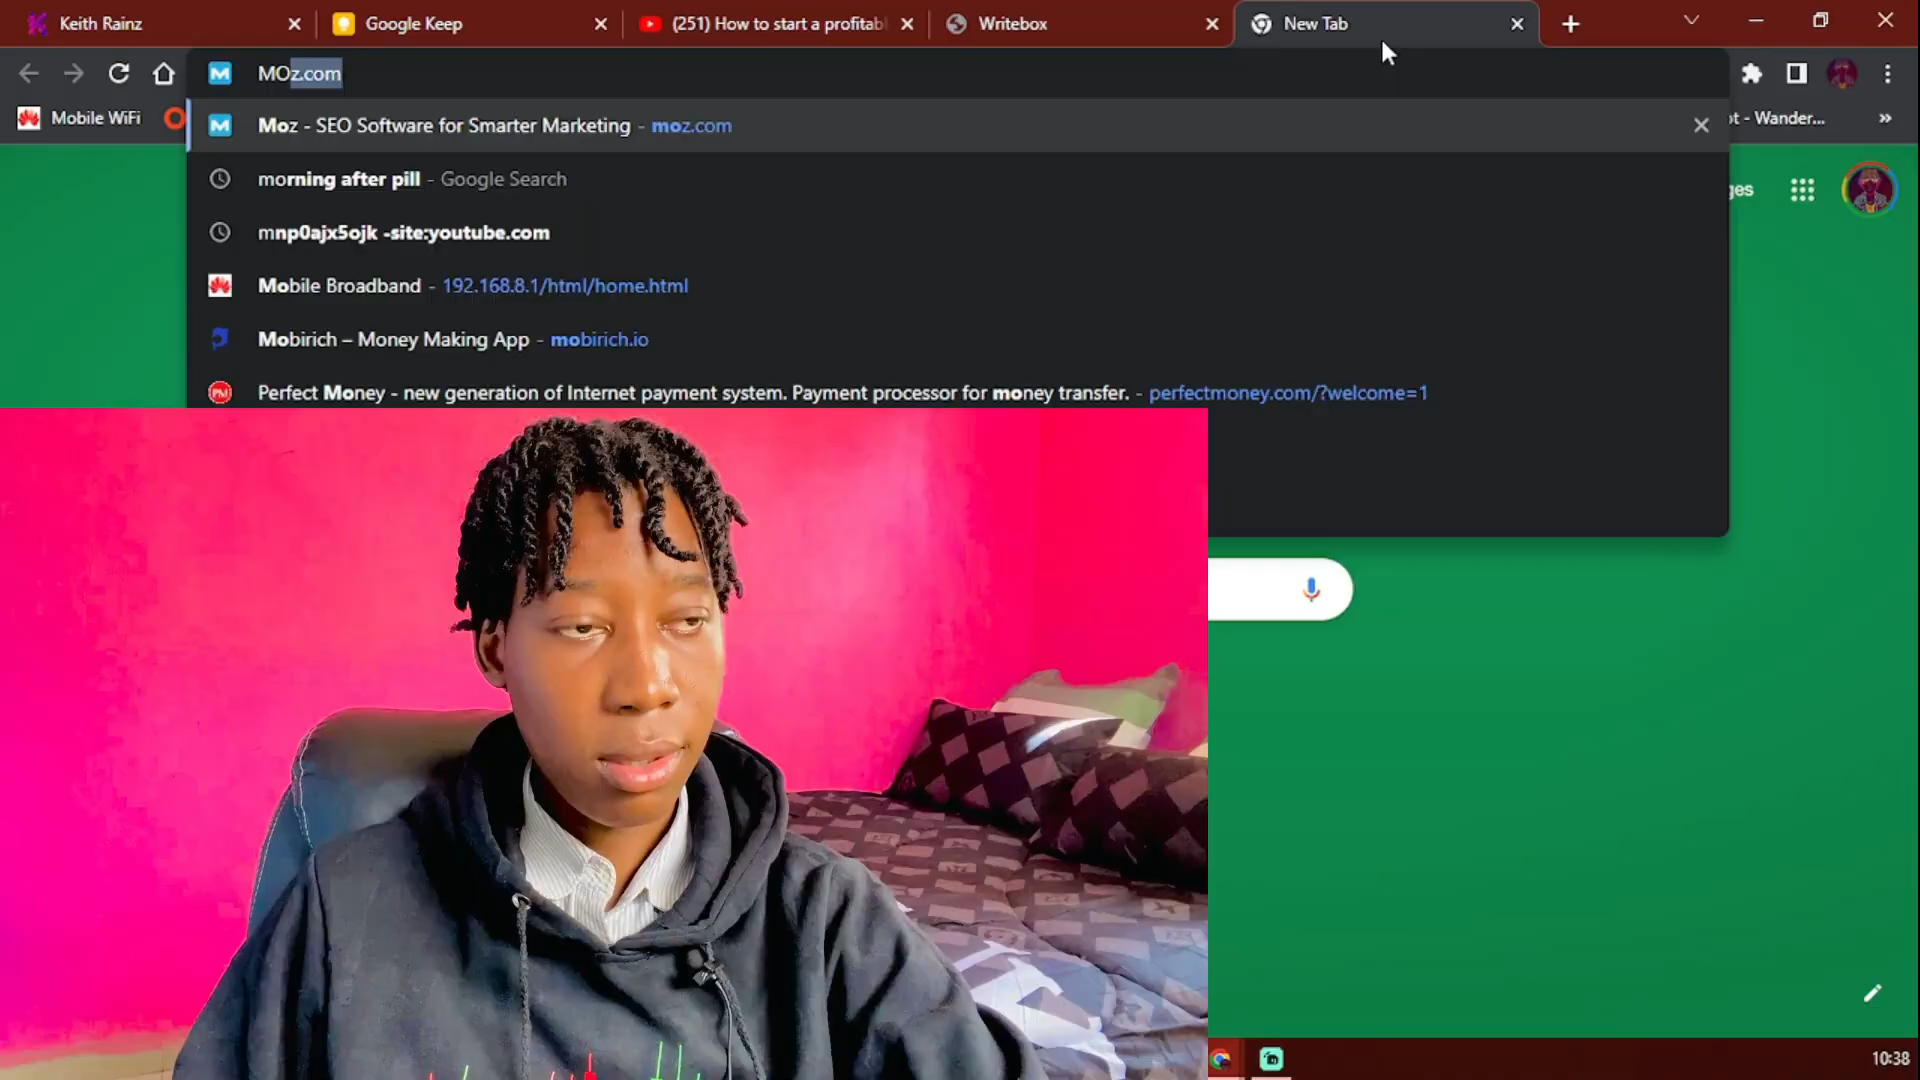 Keith Rainz
Google Keep
(251) How to start a profitab
Writebox
New Tab
MOz.com
Mobile WiFi
ot - Wander...
»
Moz - SEO Software for Smarter Marketing - moz.com
morning after pill - Google Search
mnp0ajx5ojk -site:youtube.com
Mobile Broadband - 192.168.8.1/html/home.html
Mobirich – Money Making App - mobirich.io
Perfect Money - new generation of Internet payment system. Payment processor for money transfer. - perfectmoney.com/?welcome=1
ges
10:38